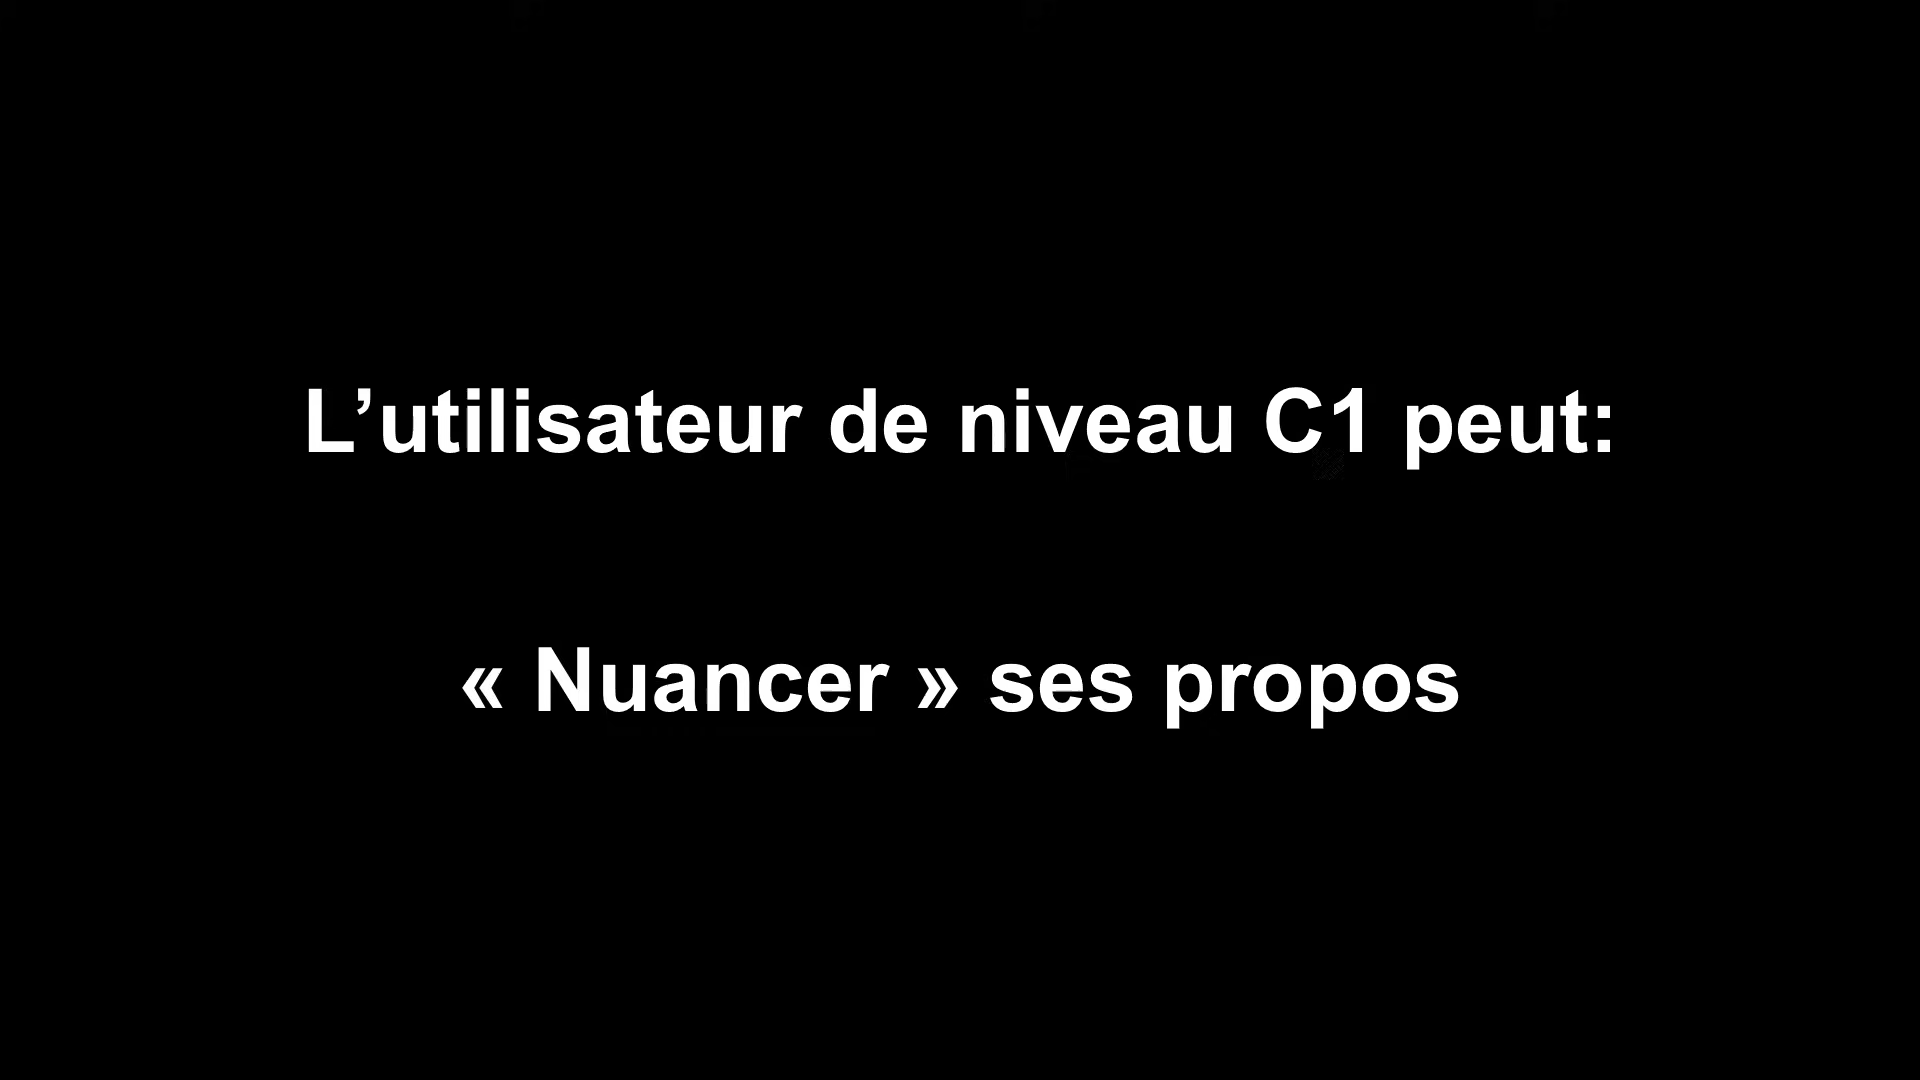 L’utilisateur de niveau C1 peut:
« Nuancer » ses propos